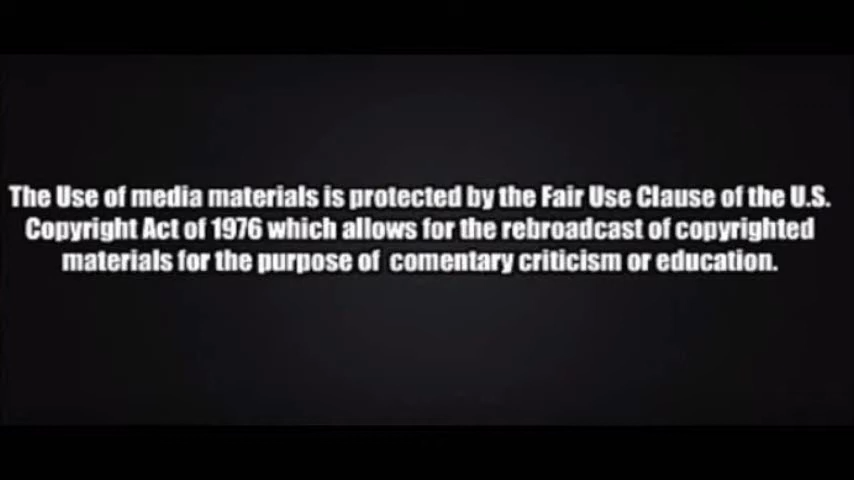 The Use of media materials is protected by the Fair Use Clause of the U.S.
Copyright Act of 1976 which allows for the rebroadcast of copyrighted
materials for the purpose of comentary criticism or education.